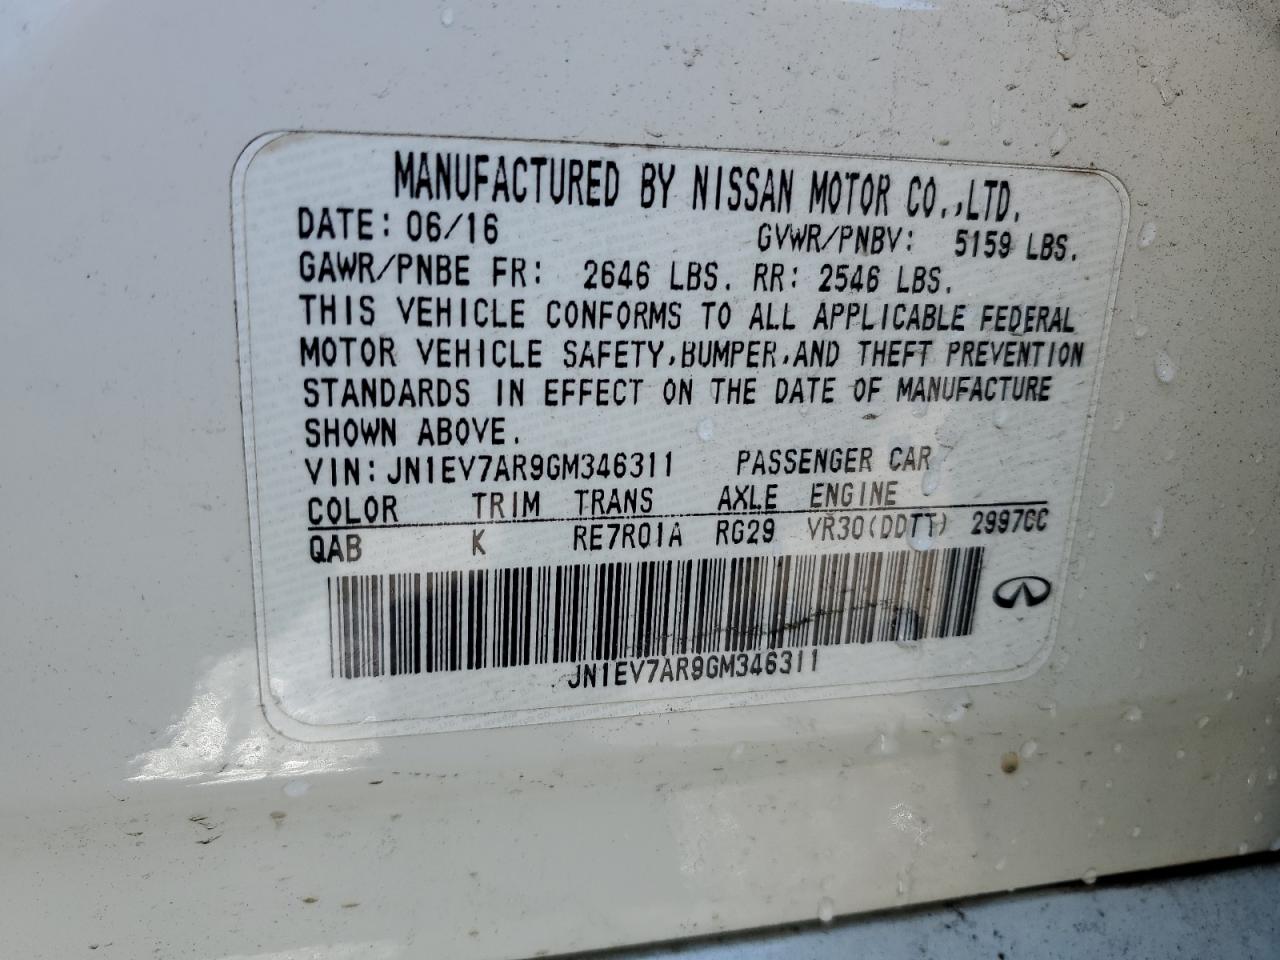 MANUFACTURED BY NISSAN MOTOR CO.,LTD.
DATE: 06/16 GVWR/PNBV: 5159 LBS.
GAWR/PNBE FR: 2646 LBS. RR: 2546 LBS.
THIS VEHICLE CONFORMS TO ALL APPLICABLE FEDERAL
MOTOR VEHICLE SAFETY,BUMPER,AND THEFT PREVENTION
STANDARDS IN EFFECT ON THE DATE OF MANUFACTURE
SHOWN ABOVE.
VIN:JN1EV7AR9GM346311 PASSENGER CAR
COLOR TRIM TRANS AXLE ENGINE
QAB K RE7R01A RG29 VR30(DDTT) 2997CC
JN1EV7AR9GM346311